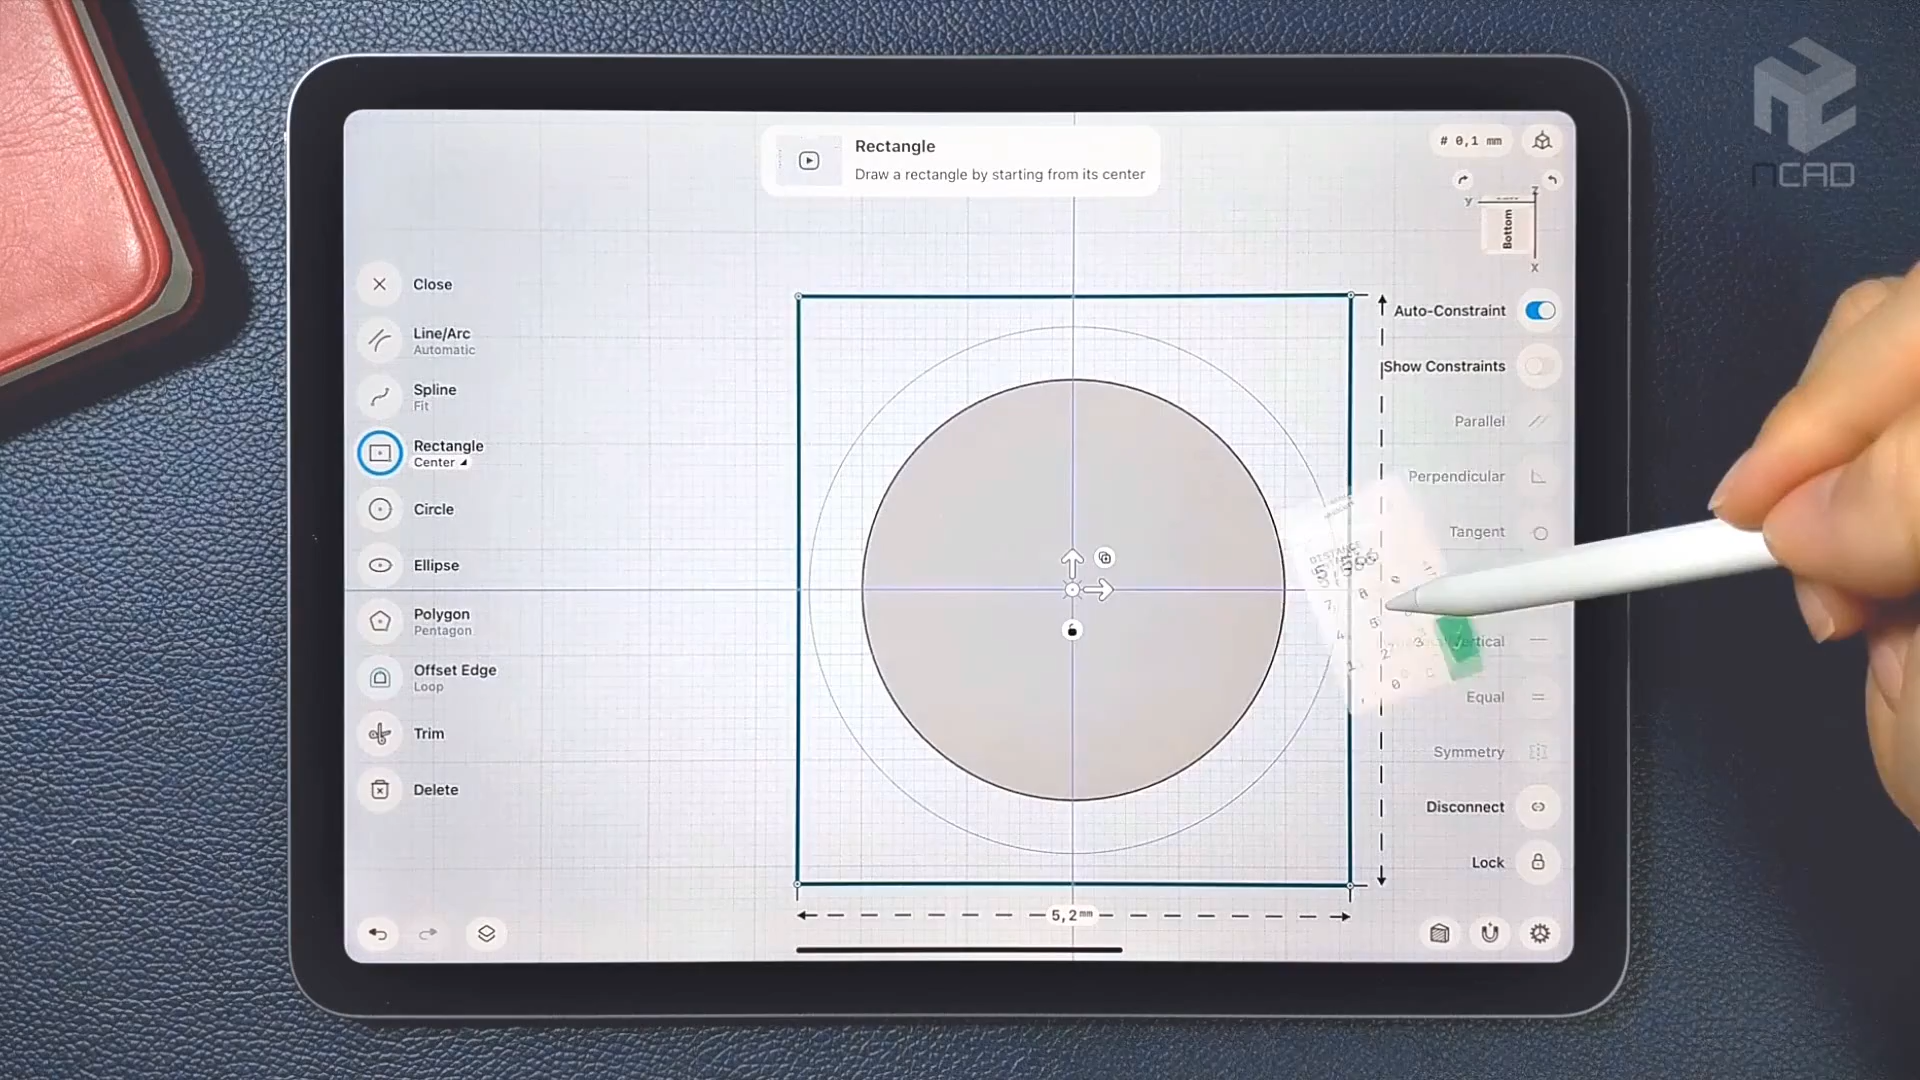 Rectangle
Draw a rectangle by starting from its center
# 0,1 mm
nCAD
Z
Y
Bottom
X
Close
Line/Arc
Automatic
Spline
Fit
Rectangle
Center
Circle
Ellipse
Polygon
Pentagon
Offset Edge
Loop
Trim
Delete
Auto-Constraint
Show Constraints
Parallel
Perpendicular
Tangent
Equal
Symmetry
Disconnect
Lock
DISTANCE
5,2 mm